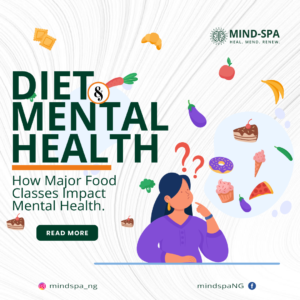 MIND-SPA
HEAL. MEND. RENEW.
DIET &
MENTAL
HEALTH
How Major Food
Classes Impact
Mental Health.
READ MORE
??
mindspa_ng
mindspaNG